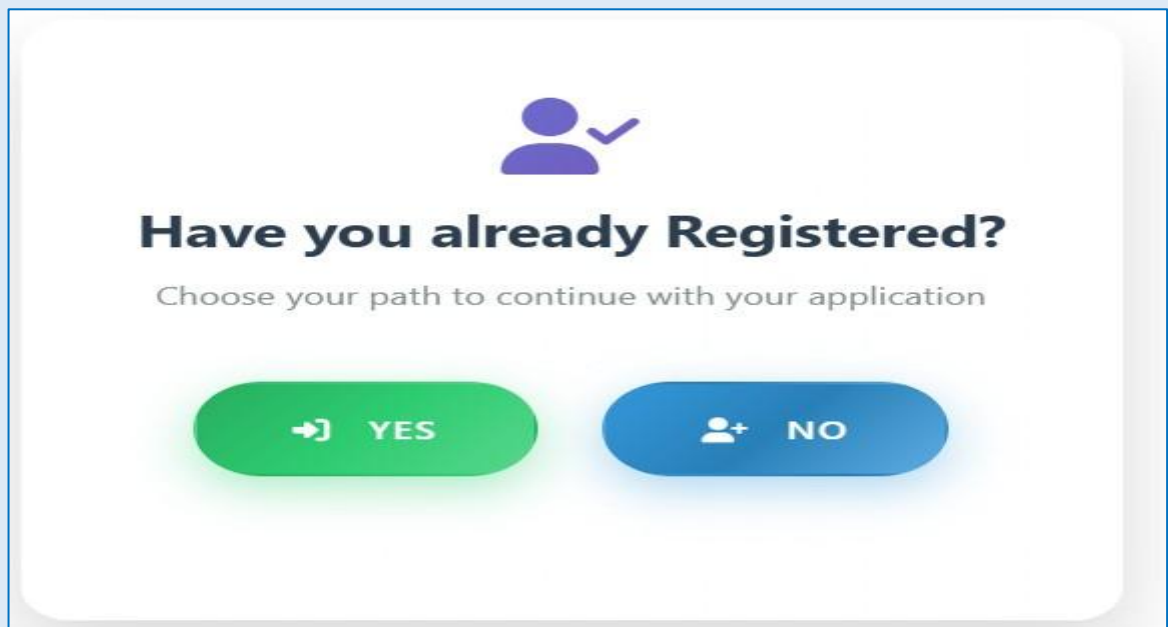 Have you already Registered?
Choose your path to continue with your application
YES
NO